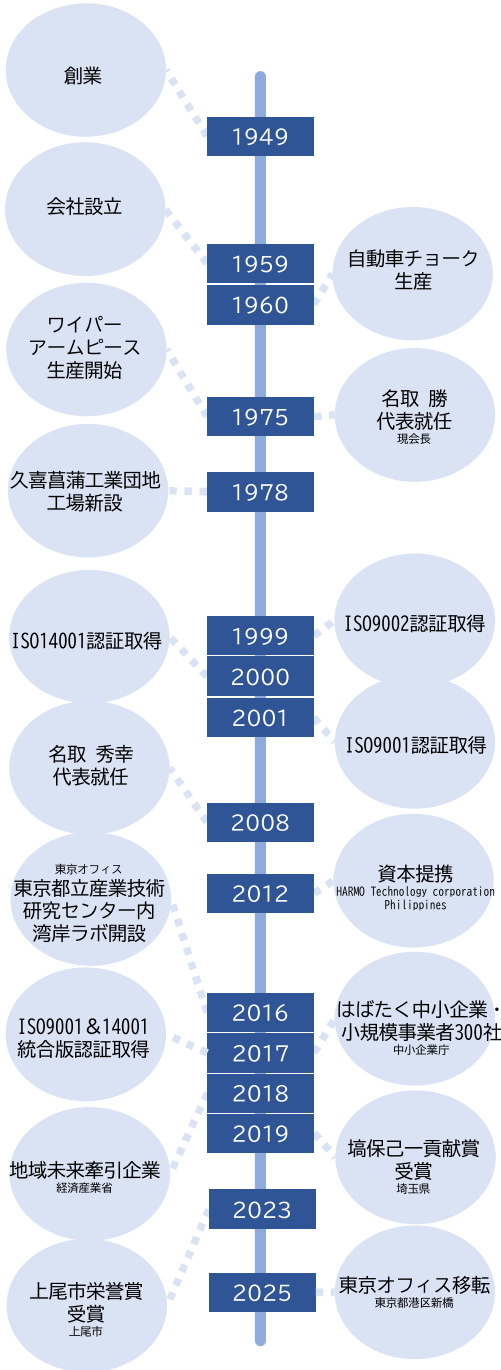 創業
1949
会社設立
1959
自動車チョーク
生産
1960
ワイパー
アームピース
生産開始
1975
名取 勝
代表就任
現会長
久喜菖蒲工業団地
工場新設
1978
1999
ISO9002認証取得
ISO14001認証取得
2000
2001
ISO9001認証取得
名取 秀幸
代表就任
2008
2012
資本提携
HARMO Technology corporation
Philippines
東京オフィス
東京都立産業技術
研究センター内
湾岸ラボ開設
2016
はばたく中小企業・
小規模事業者300社
中小企業庁
ISO9001＆14001
統合版認証取得
2017
2018
地域未来牽引企業
経済産業省
2019
塙保己一貢献賞
受賞
埼玉県
2023
上尾市栄誉賞
受賞
上尾市
2025
東京オフィス移転
東京都港区新橋